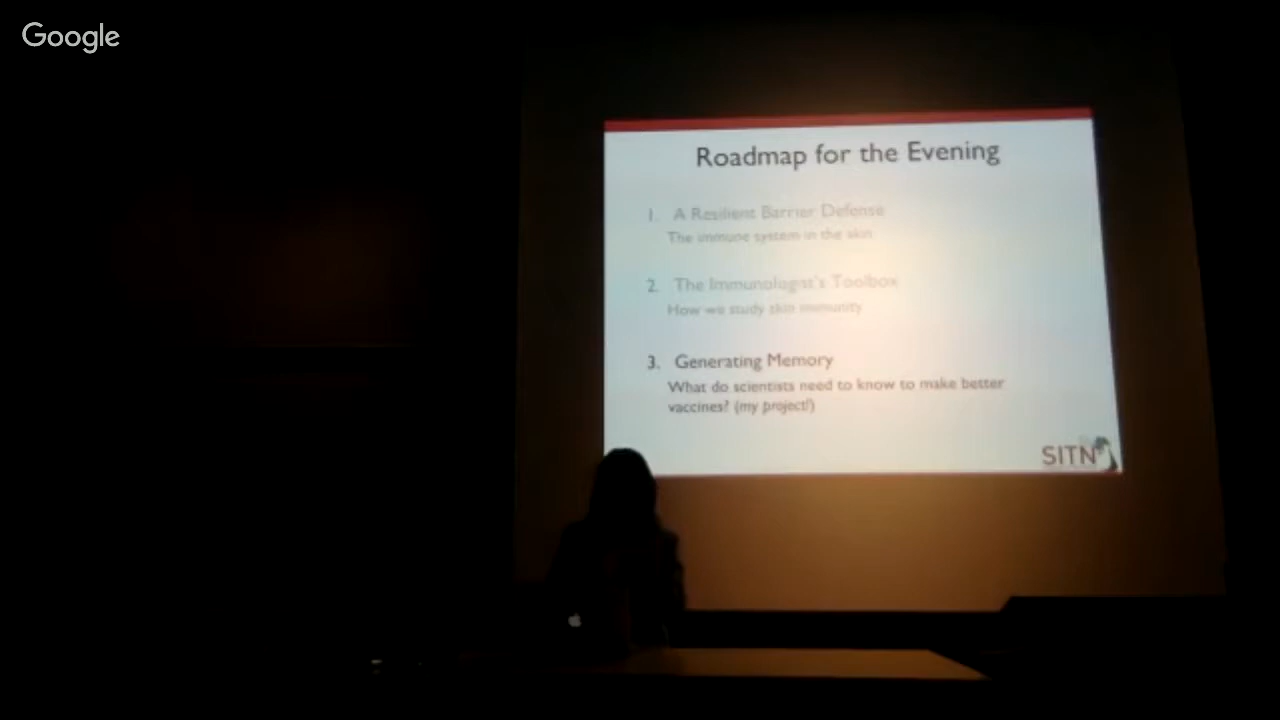 Google
Roadmap for the Evening
1. A Resilient Barrier Defense
The immune system in the skin
2. The Immunologist's Toolbox
How we study skin immunity
3. Generating Memory
What do scientists need to know to make better
vaccines? (my project!)
SITN